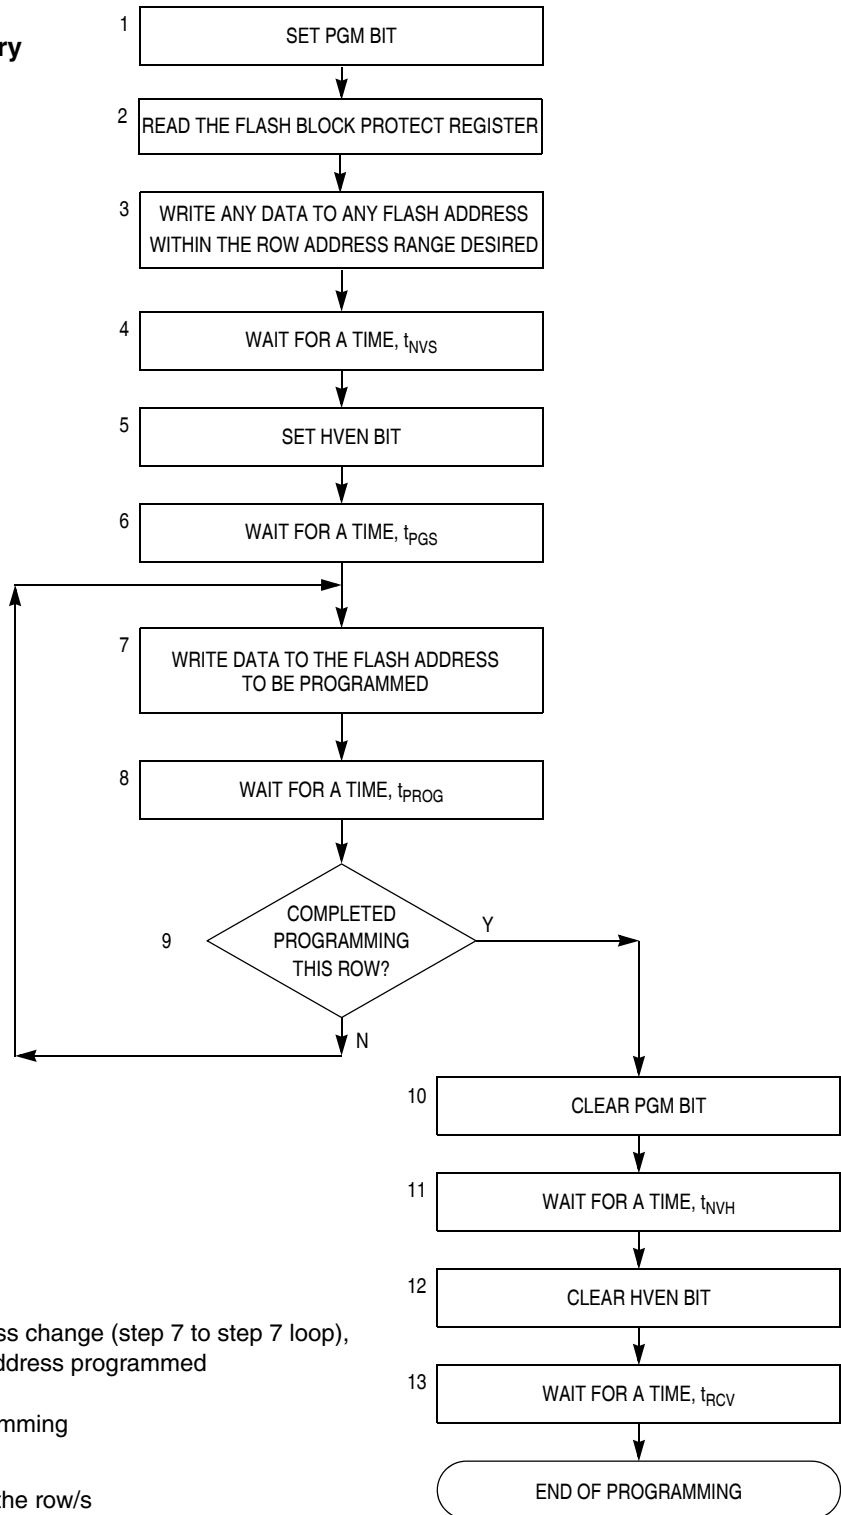 1
SET PGM BIT
ry
2
READ THE FLASH BLOCK PROTECT REGISTER
3
WRITE ANY DATA TO ANY FLASH ADDRESS
WITHIN THE ROW ADDRESS RANGE DESIRED
4
WAIT FOR A TIME, tNVS
5
SET HVEN BIT
6
WAIT FOR A TIME, tPGS
7
WRITE DATA TO THE FLASH ADDRESS
TO BE PROGRAMMED
8
WAIT FOR A TIME, tPROG
9
COMPLETED
PROGRAMMING
THIS ROW?
Y
N
10
CLEAR PGM BIT
11
WAIT FOR A TIME, tNVH
12
CLEAR HVEN BIT
13
WAIT FOR A TIME, tRCV
END OF PROGRAMMING
ss change (step 7 to step 7 loop),
ddress programmed
mming
the row/s